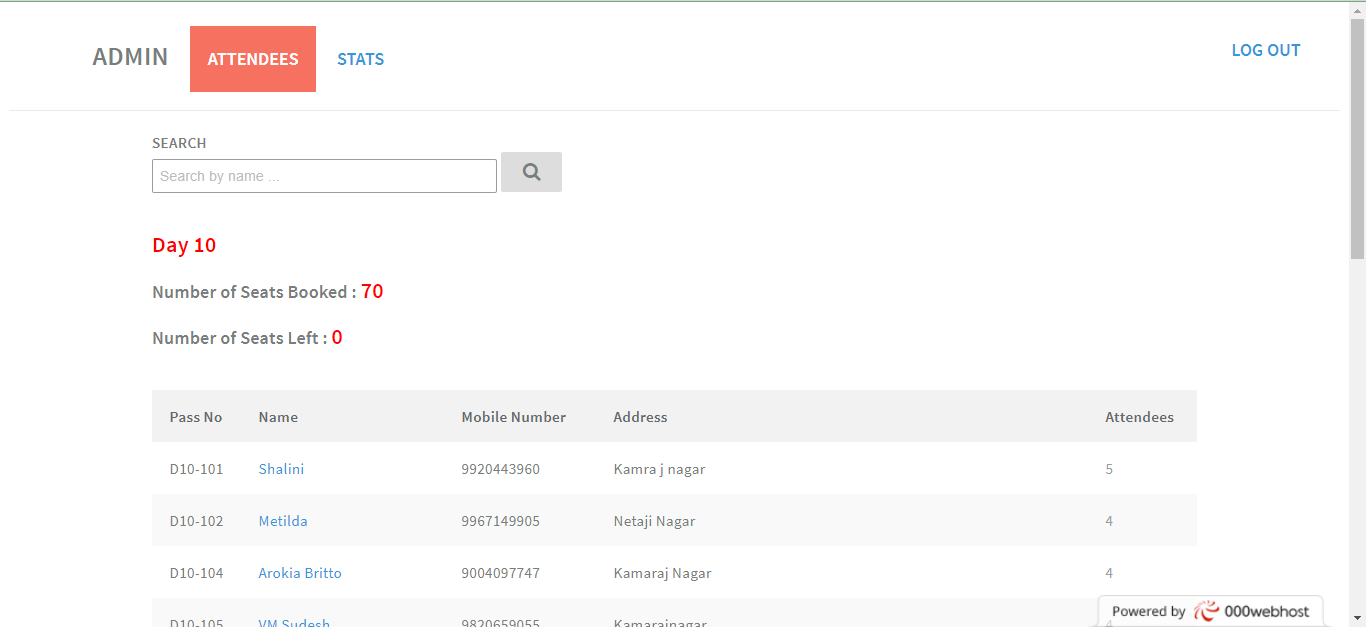 ADMIN ATTENDEES STATS LOG OUT
SEARCH
Search by name ...
Day 10
Number of Seats Booked : 70
Number of Seats Left : 0
Pass No Name Mobile Number Address Attendees
D10-101 Shalini 9920443960 Kamra j nagar 5
D10-102 Metilda 9967149905 Netaji Nagar 4
D10-104 Arokia Britto 9004097747 Kamaraj Nagar 4
D10-105 VM Sudesh 9820659055 Kamarajnagar 4
Powered by 000webhost